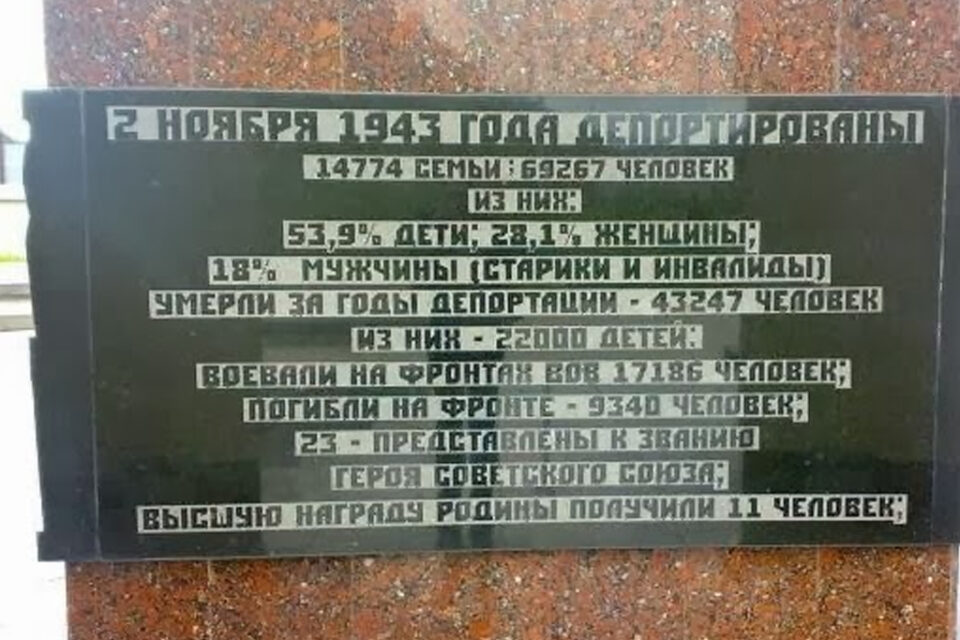 2 НОЯБРЯ 1943 ГОДА ДЕПОРТИРОВАНЫ
14774 СЕМЬИ; 69267 ЧЕЛОВЕК
ИЗ НИХ:
53,9% ДЕТИ; 28,1% ЖЕНЩИНЫ;
18% МУЖЧИНЫ (СТАРИКИ И ИНВАЛИДЫ)
УМЕРЛИ ЗА ГОДЫ ДЕПОРТАЦИИ - 43247 ЧЕЛОВЕК
ИЗ НИХ - 22000 ДЕТЕЙ:
ВОЕВАЛИ НА ФРОНТАХ ВОВ 17186 ЧЕЛОВЕК;
ПОГИБЛИ НА ФРОНТЕ - 9340 ЧЕЛОВЕК;
23 - ПРЕДСТАВЛЕНЫ К ЗВАНИЮ
ГЕРОЯ СОВЕТСКОГО СОЮЗА;
ВЫСШУЮ НАГРАДУ РОДИНЫ ПОЛУЧИЛИ 11 ЧЕЛОВЕК;